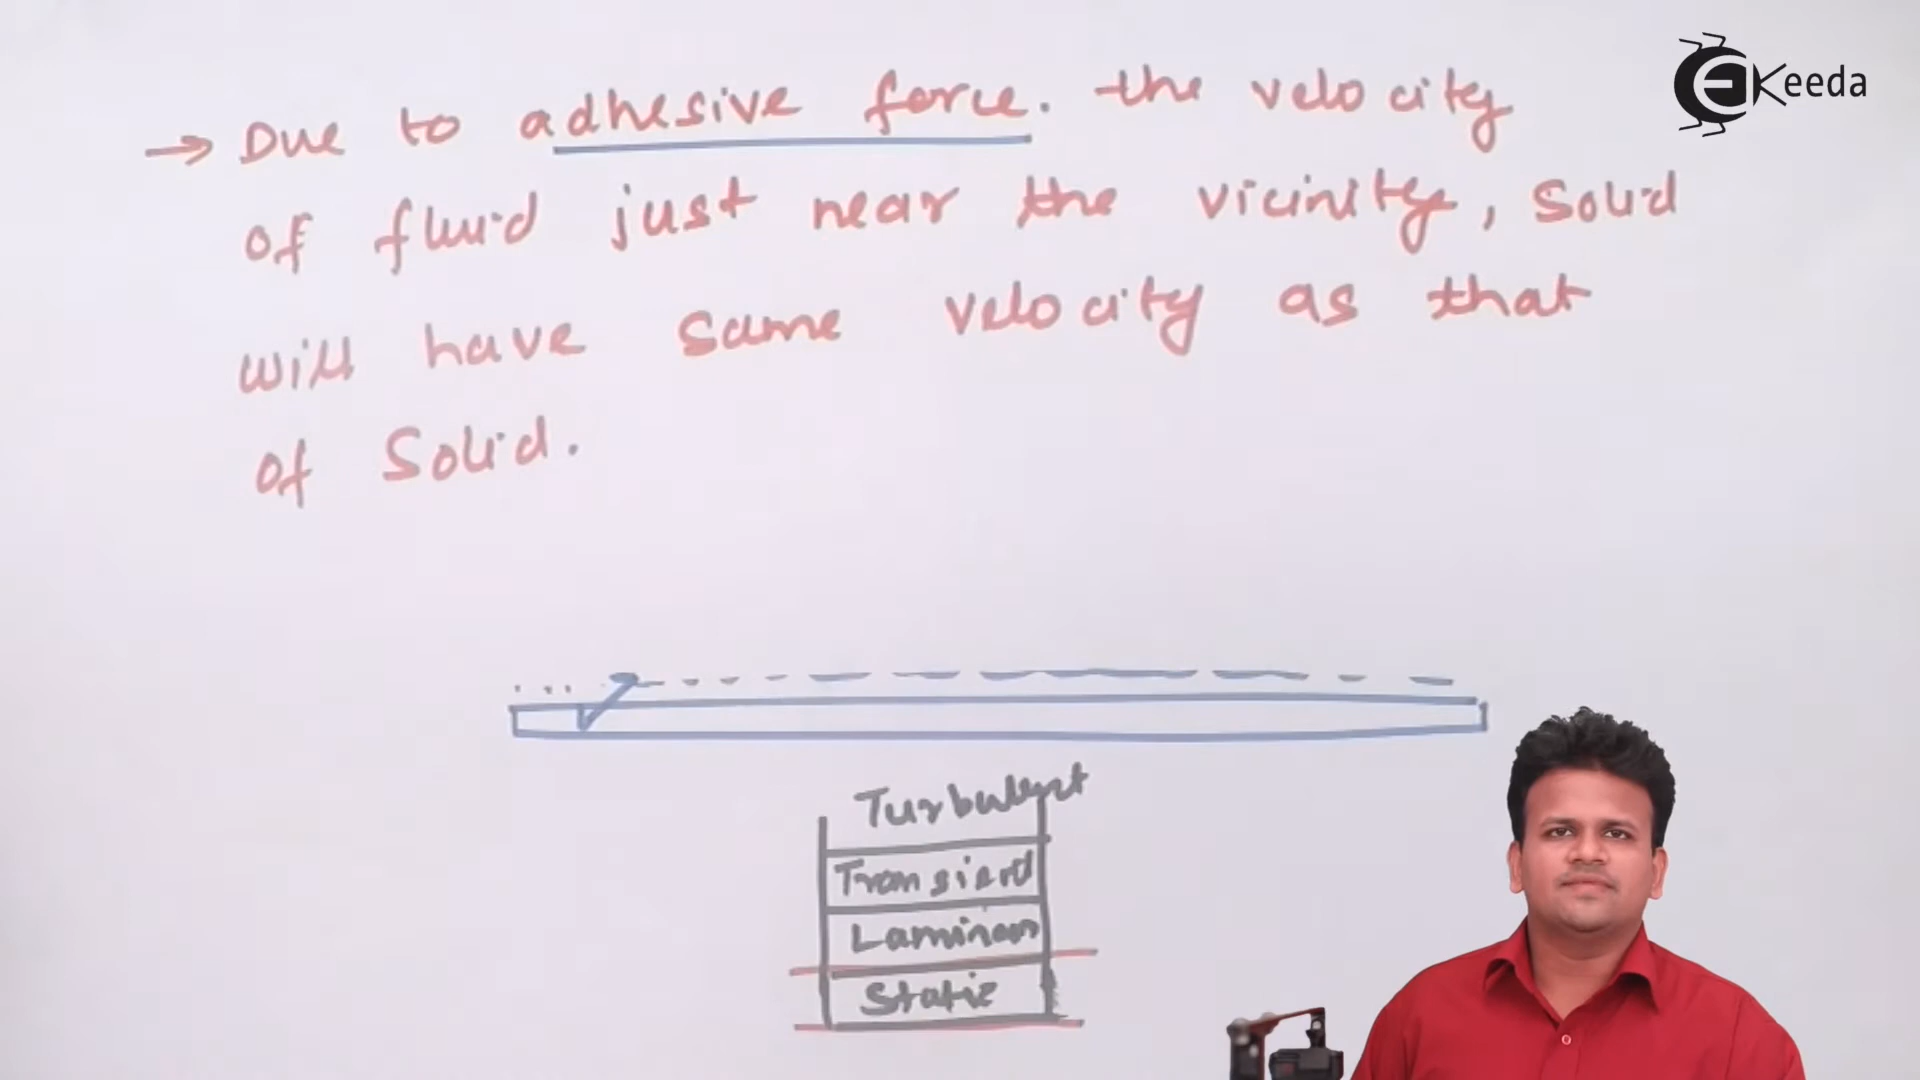 EKeeda
→ Due to adhesive force. the velocity
of fluid just near the vicinity, Solid
will have same velocity as that
of Solid.
Turbulent
Transient
Laminar
Static